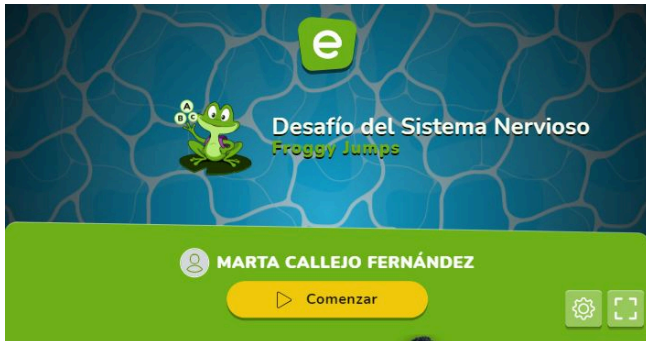 e
A
B C
Desafío del Sistema Nervioso
Froggy Jumps
MARTA CALLEJO FERNÁNDEZ
Comenzar